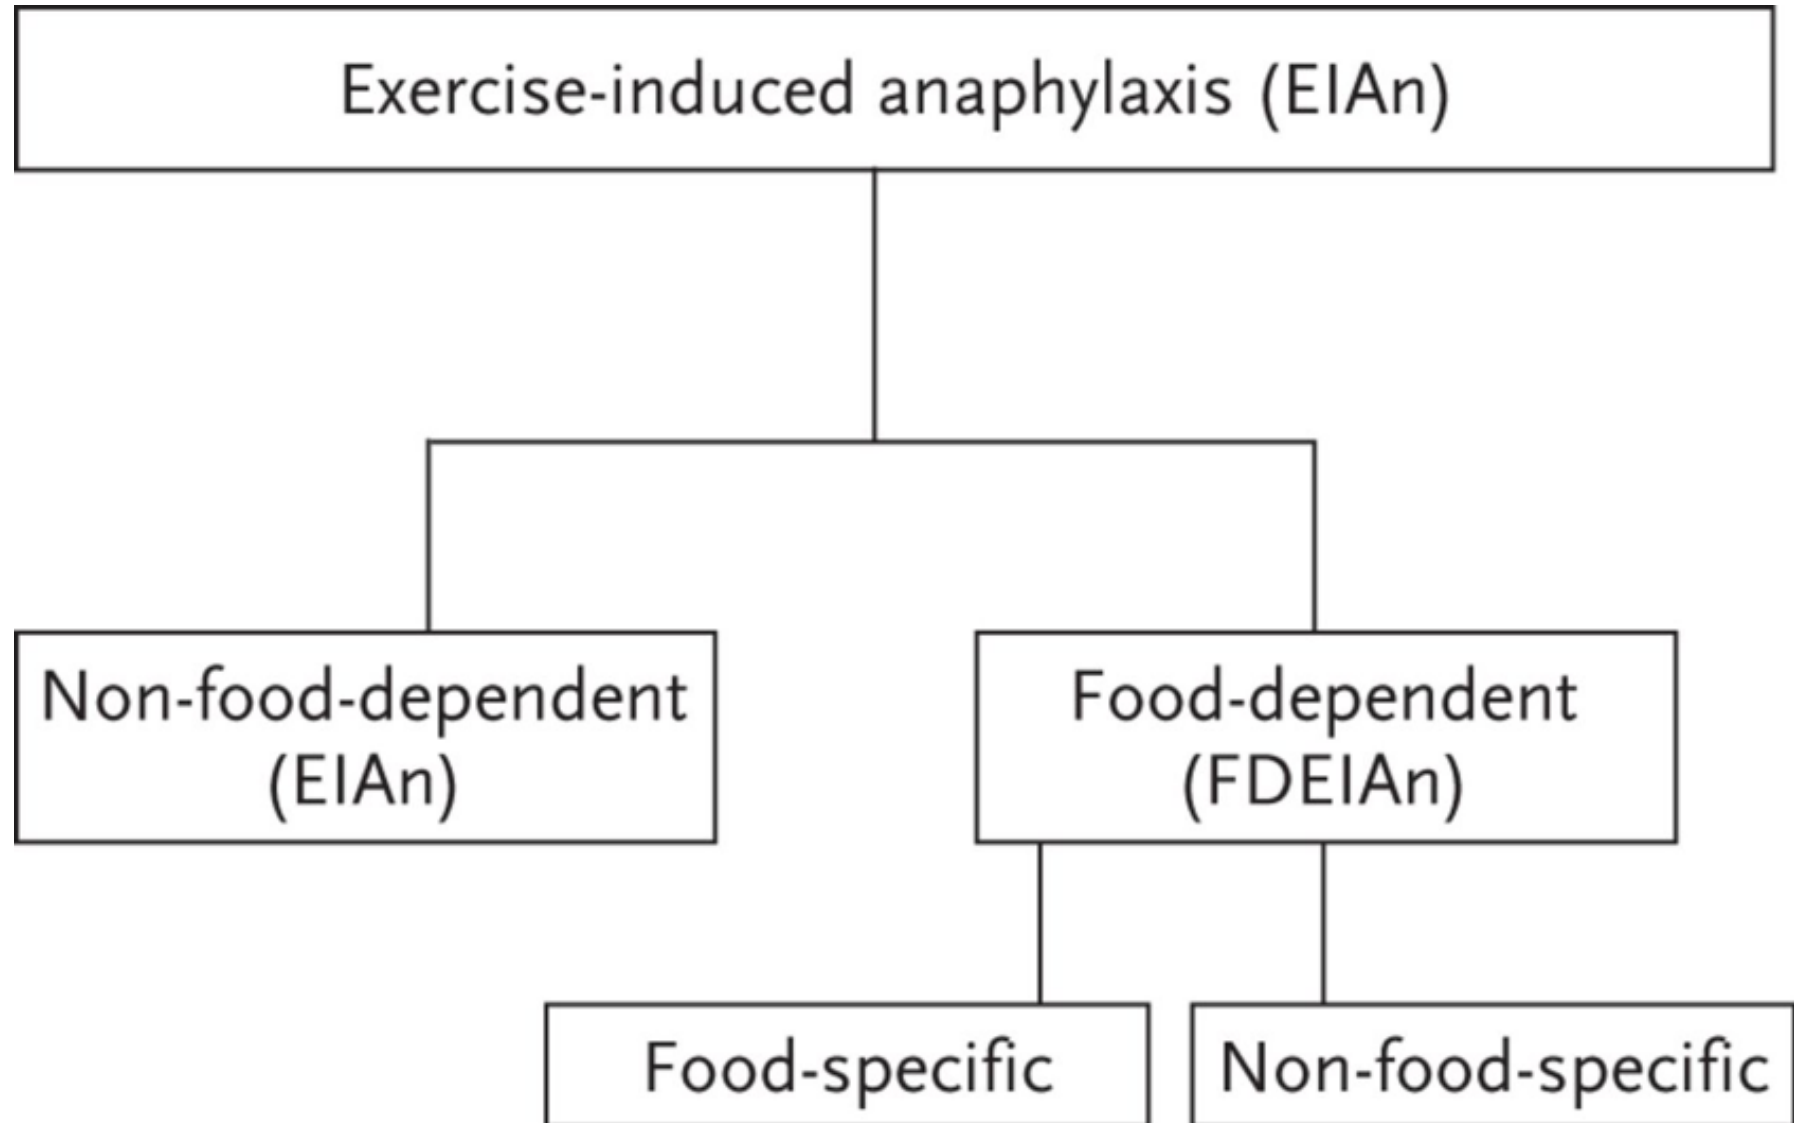 Exercise-induced anaphylaxis (EIAn)
Non-food-dependent
(EIAn)
Food-dependent
(FDEIAn)
Food-specific
Non-food-specific